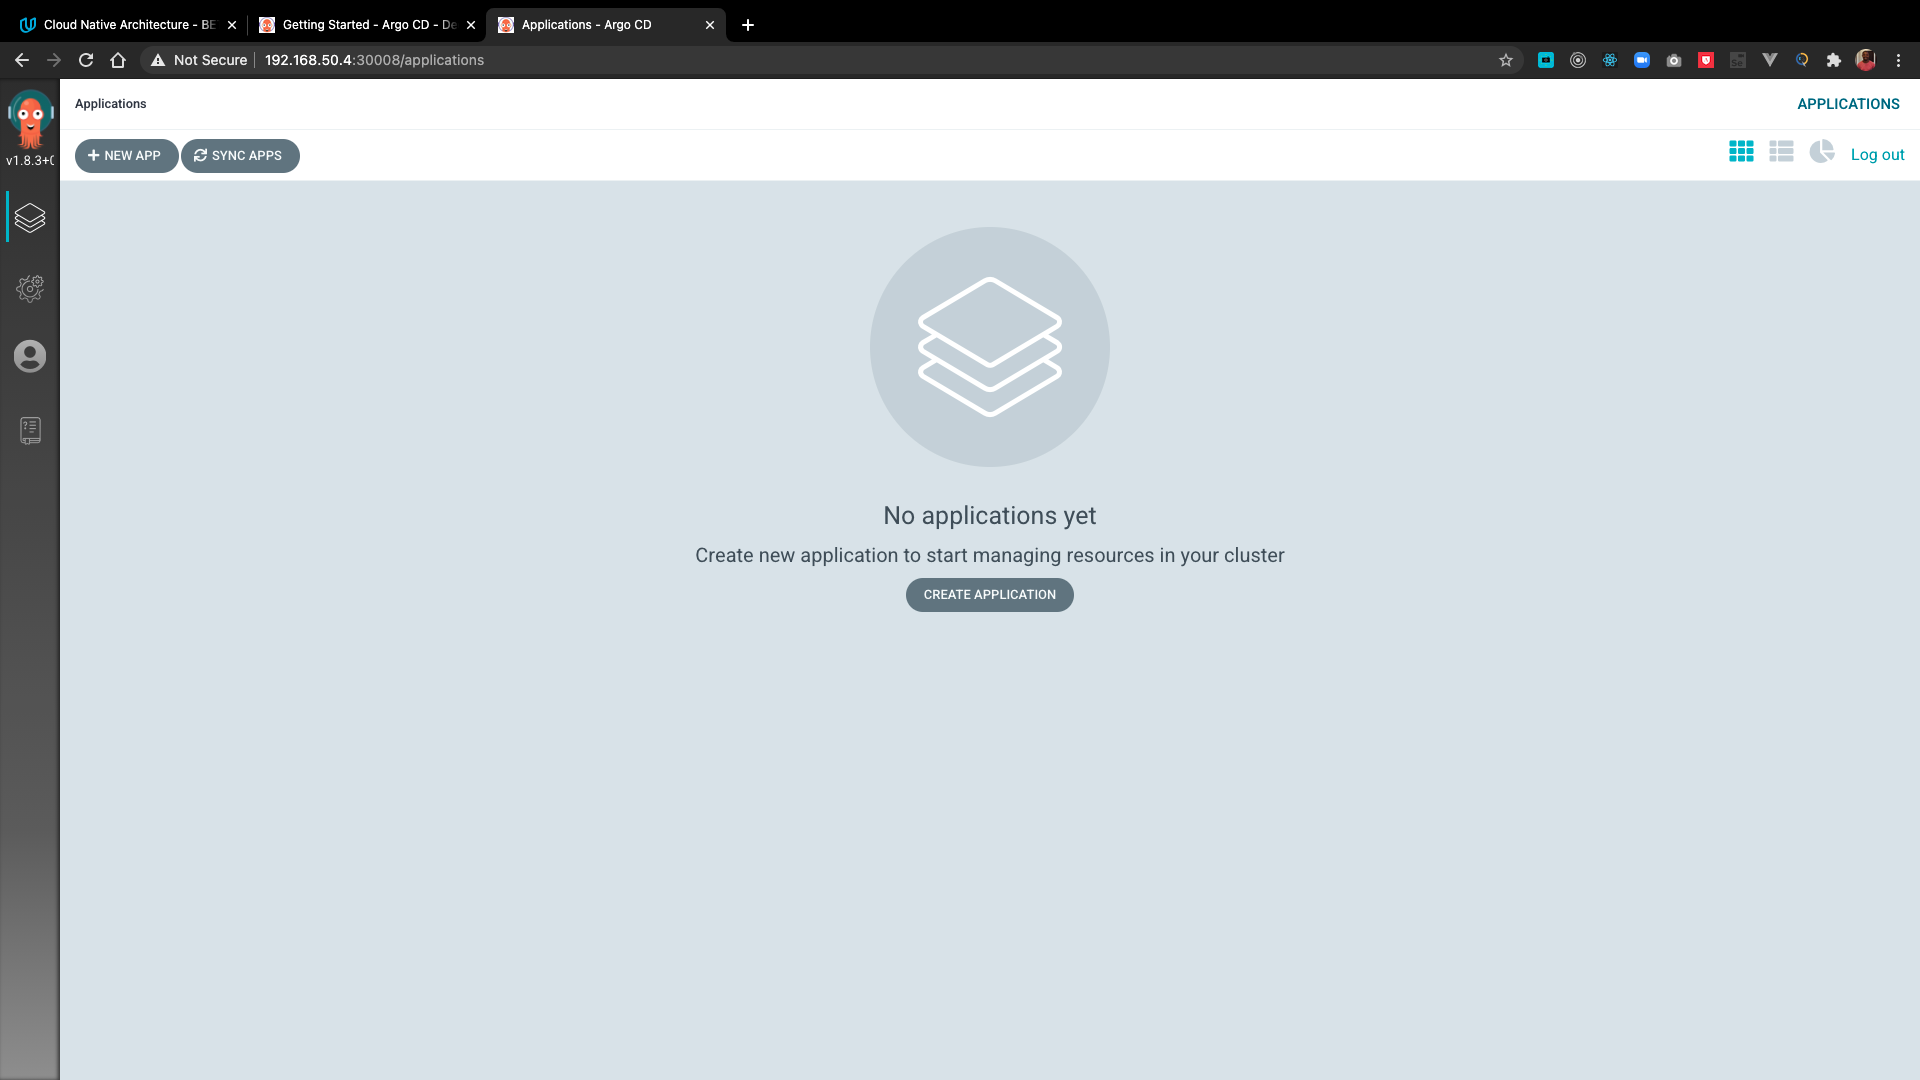 Cloud Native Architecture - BE
Getting Started - Argo CD - De
Applications - Argo CD
Not Secure
192.168.50.4:30008/applications
Applications
APPLICATIONS
v1.8.3+0
NEW APP
SYNC APPS
Log out
No applications yet
Create new application to start managing resources in your cluster
CREATE APPLICATION